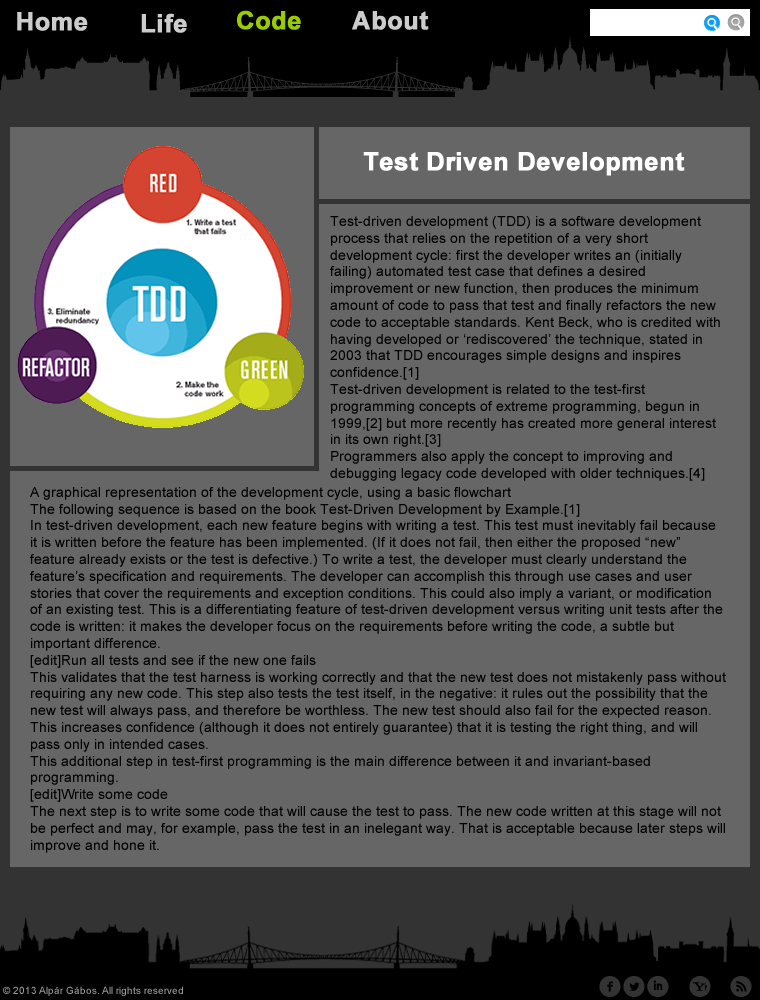 Home
Life
Code
About
RED
1. Write a test
that fails
TDD
3. Eliminate
redundancy
REFACTOR
GREEN
2. Make the
code work
Test Driven Development
Test-driven development (TDD) is a software development
process that relies on the repetition of a very short
development cycle: first the developer writes an (initially
failing) automated test case that defines a desired
improvement or new function, then produces the minimum
amount of code to pass that test and finally refactors the new
code to acceptable standards. Kent Beck, who is credited with
having developed or ‘rediscovered’ the technique, stated in
2003 that TDD encourages simple designs and inspires
confidence.[1]
Test-driven development is related to the test-first
programming concepts of extreme programming, begun in
1999,[2] but more recently has created more general interest
in its own right.[3]
Programmers also apply the concept to improving and
debugging legacy code developed with older techniques.[4]
A graphical representation of the development cycle, using a basic flowchart
The following sequence is based on the book Test-Driven Development by Example.[1]
In test-driven development, each new feature begins with writing a test. This test must inevitably fail because
it is written before the feature has been implemented. (If it does not fail, then either the proposed “new”
feature already exists or the test is defective.) To write a test, the developer must clearly understand the
feature’s specification and requirements. The developer can accomplish this through use cases and user
stories that cover the requirements and exception conditions. This could also imply a variant, or modification
of an existing test. This is a differentiating feature of test-driven development versus writing unit tests after the
code is written: it makes the developer focus on the requirements before writing the code, a subtle but
important difference.
[edit]Run all tests and see if the new one fails
This validates that the test harness is working correctly and that the new test does not mistakenly pass without
requiring any new code. This step also tests the test itself, in the negative: it rules out the possibility that the
new test will always pass, and therefore be worthless. The new test should also fail for the expected reason.
This increases confidence (although it does not entirely guarantee) that it is testing the right thing, and will
pass only in intended cases.
This additional step in test-first programming is the main difference between it and invariant-based
programming.
[edit]Write some code
The next step is to write some code that will cause the test to pass. The new code written at this stage will not
be perfect and may, for example, pass the test in an inelegant way. That is acceptable because later steps will
improve and hone it.
© 2013 Alpár Gábos. All rights reserved